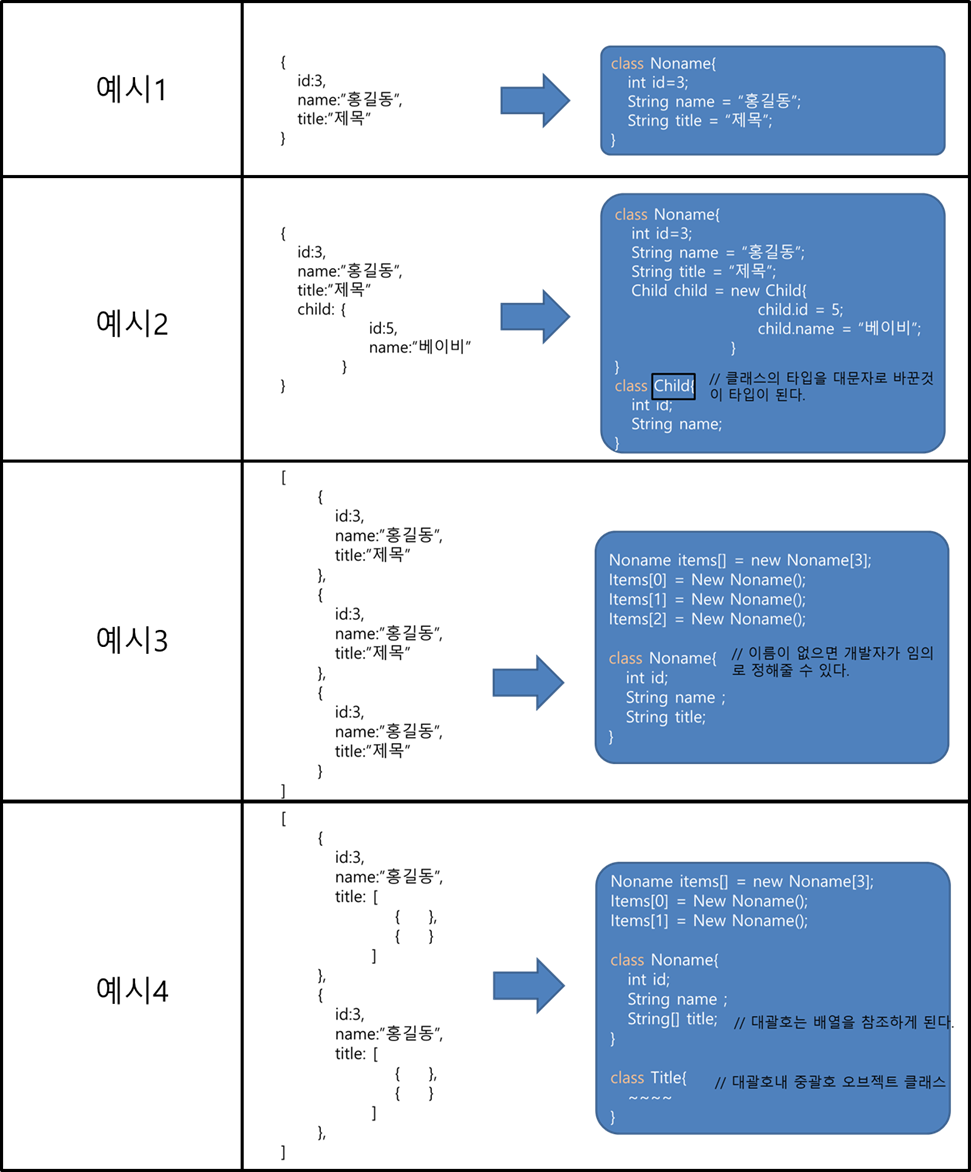 예시1
{
id:3,
name:”홍길동”,
title:”제목”
}
class Noname{
int id=3;
String name = “홍길동”;
String title = “제목”;
}
예시2
{
id:3,
name:”홍길동”,
title:”제목”
child: {
id:5,
name:”베이비”
}
}
class Noname{
int id=3;
String name = “홍길동”;
String title = “제목”;
Child child = new Child{
child.id = 5;
child.name = “베이비”;
}
}
class Child{ // 클래스의 타입을 대문자로 바꾼것
이 타입이 된다.
int id;
String name;
}
예시3
[
{
id:3,
name:”홍길동”,
title:”제목”
},
{
id:3,
name:”홍길동”,
title:”제목”
},
{
id:3,
name:”홍길동”,
title:”제목”
}
]
Noname items[] = new Noname[3];
Items[0] = New Noname();
Items[1] = New Noname();
Items[2] = New Noname();
class Noname{ // 이름이 없으면 개발자가 임의
로 정해줄 수 있다.
int id;
String name ;
String title;
}
예시4
[
{
id:3,
name:”홍길동”,
title: [
{ },
{ }
]
},
{
id:3,
name:”홍길동”,
title: [
{ },
{ }
]
},
]
Noname items[] = new Noname[3];
Items[0] = New Noname();
Items[1] = New Noname();
class Noname{
int id;
String name ;
String[] title; // 대괄호는 배열을 참조하게 된다.
}
class Title{ // 대괄호내 중괄호 오브젝트 클래스
~~~~
}